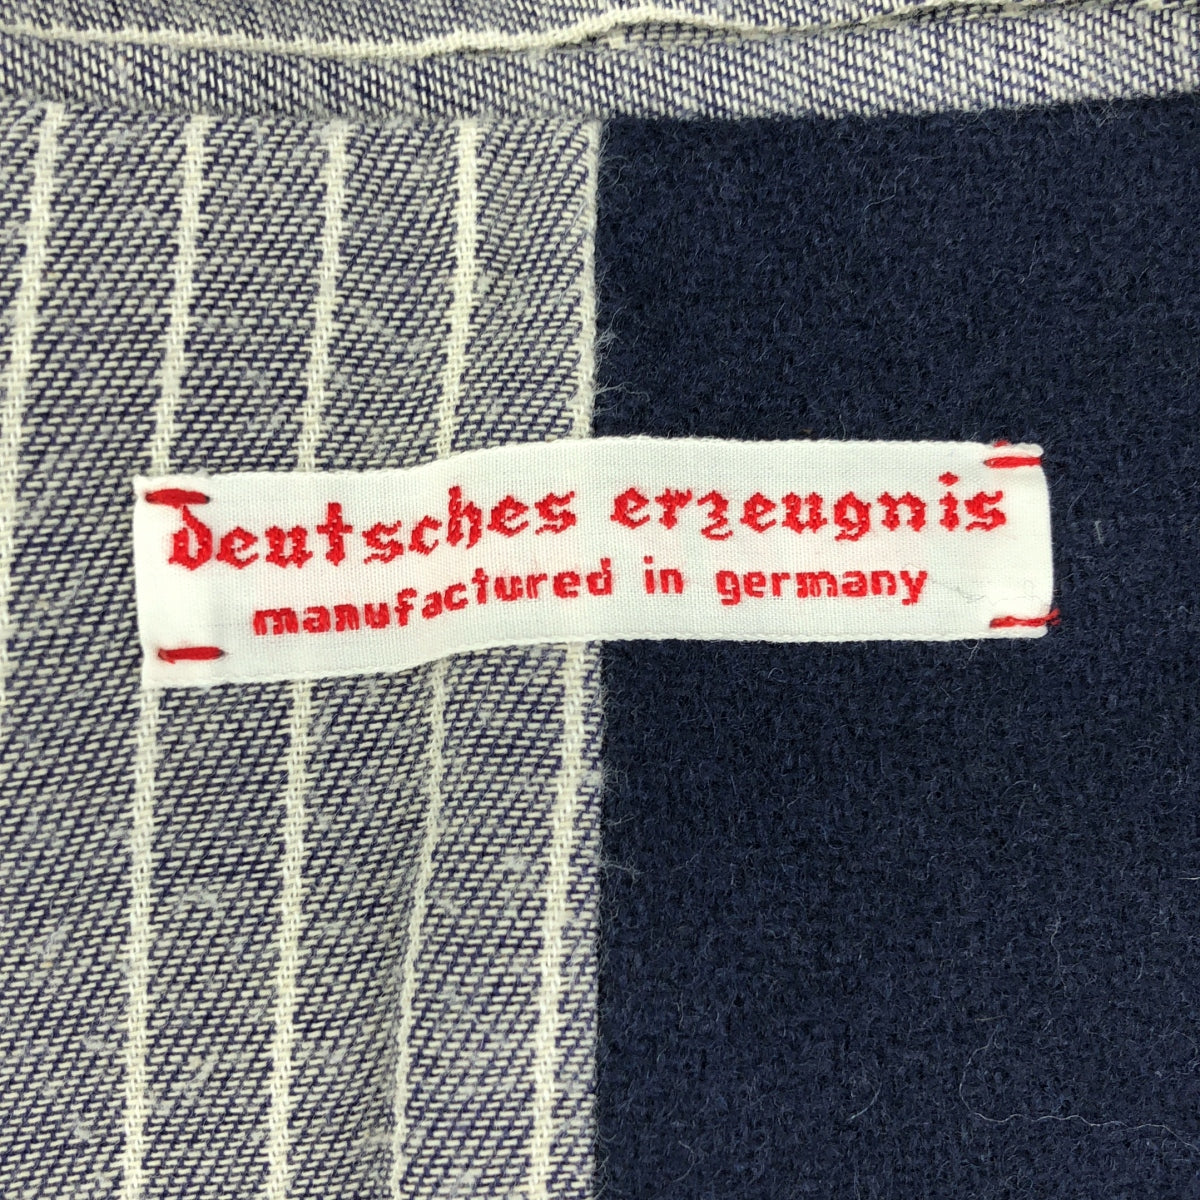 deutsches erzeugnis
manufactured in germany